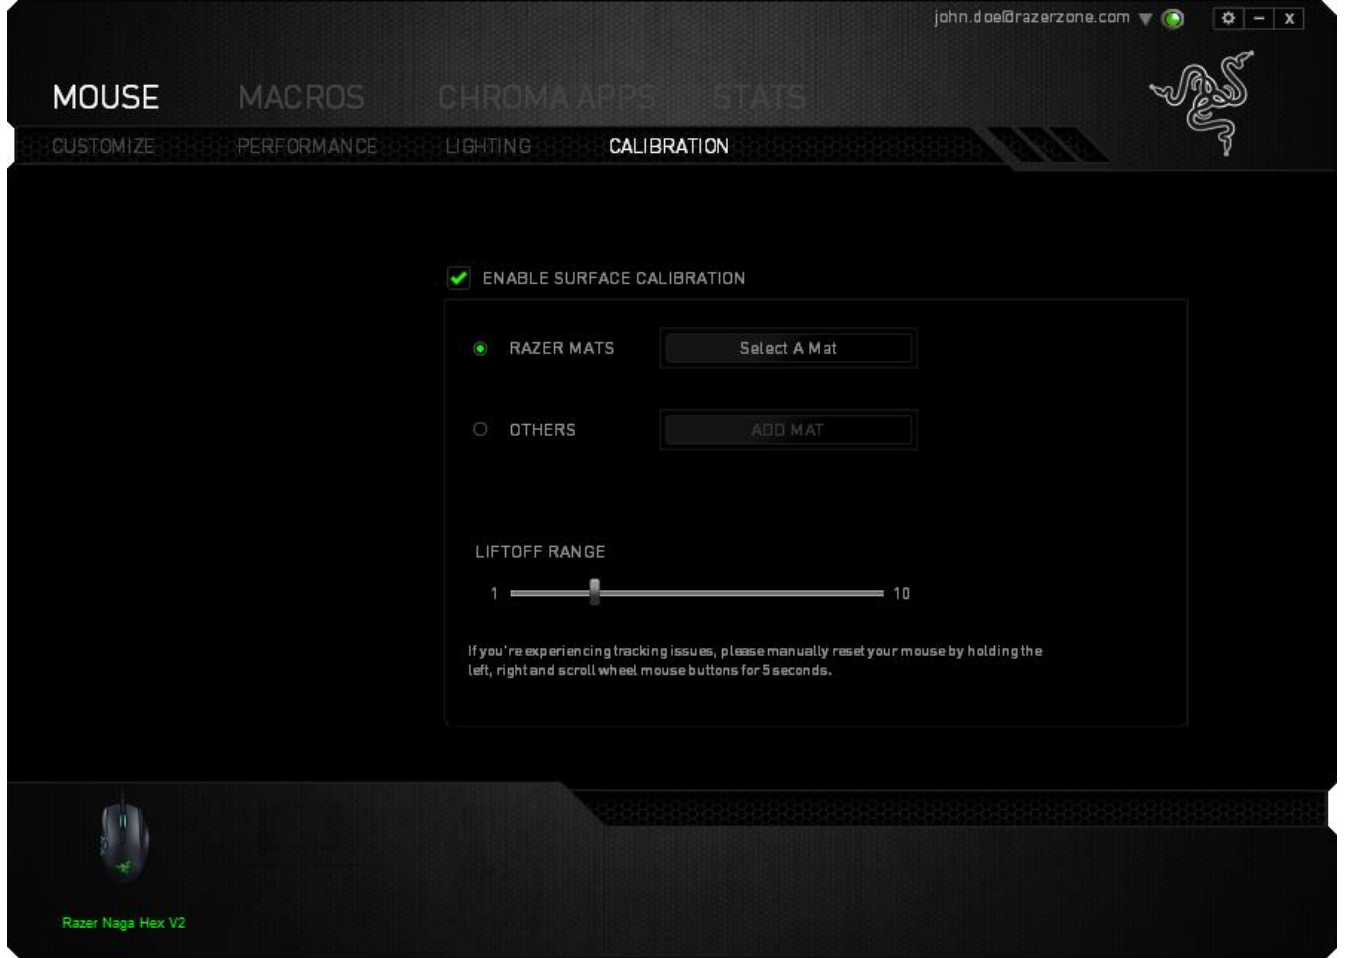 john.doe@razerzone.com
MOUSE MACROS CHROMA APPS STATS
CUSTOMIZE PERFORMANCE LIGHTING CALIBRATION
ENABLE SURFACE CALIBRATION
RAZER MATS Select A Mat
OTHERS ADD MAT
LIFTOFF RANGE
1 10
If you're experiencing tracking issues, please manually reset your mouse by holding the
left, right and scroll wheel mouse buttons for 5 seconds.
Razer Naga Hex V2